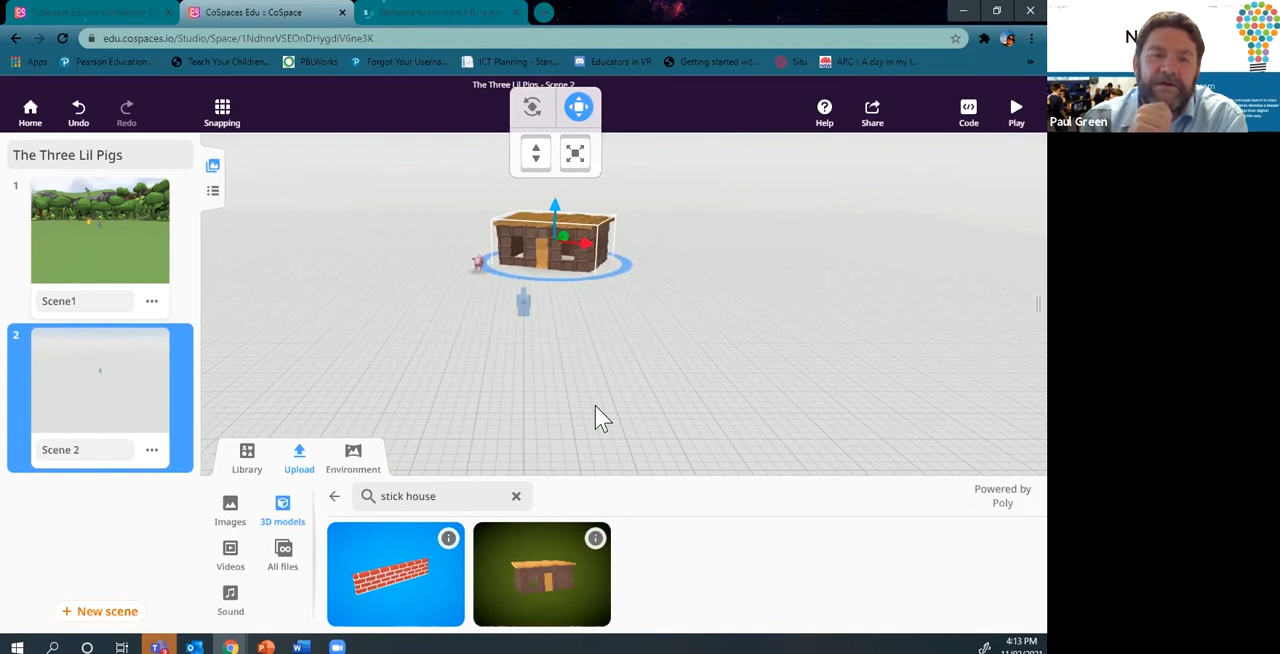 CoSpaces Edu :: CoSpace
edu.cospaces.io/Studio/Space/1NdhnrVSEOnDHygdiV6ne3K
Apps
Pearson Education...
Teach Your Children...
PBLWorks
Forgot Your Userna...
ICT Planning - Stan...
Educators in VR
Getting started wit...
Situ
ARC :: A day in my l...
»
The Three Lil Pigs - Scene 2
Home
Undo
Redo
Snapping
Help
Share
Code
Play
Paul Green
The Three Lil Pigs
1
Scene1
2
Scene 2
+ New scene
Library
Upload
Environment
stick house
Powered by
Poly
Images
3D models
Videos
All files
Sound
4:13 PM